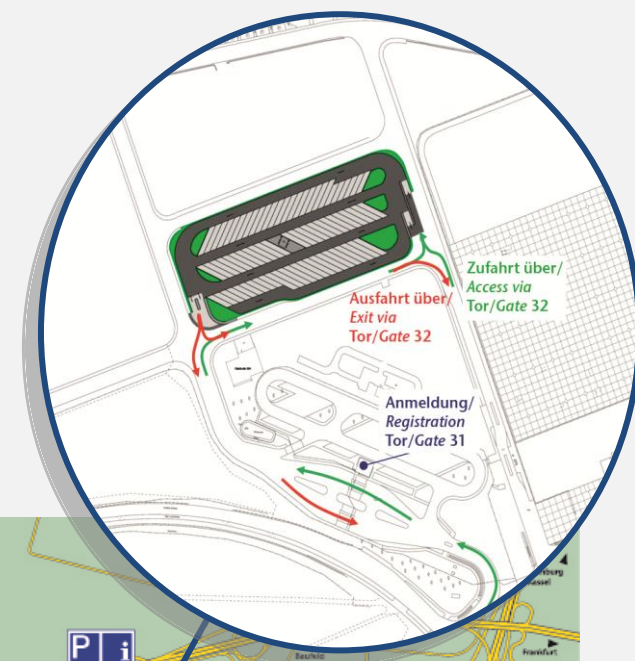 Zufahrt über/
Access via
Tor/Gate 32
Ausfahrt über/
Exit via
Tor/Gate 32
Anmeldung/
Registration
Tor/Gate 31
Kassel
P i
Frankfurt